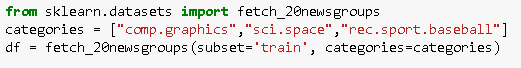 from sklearn.datasets import fetch_20newsgroups
categories = ["comp.graphics","sci.space","rec.sport.baseball"]
df = fetch_20newsgroups(subset='train', categories=categories)